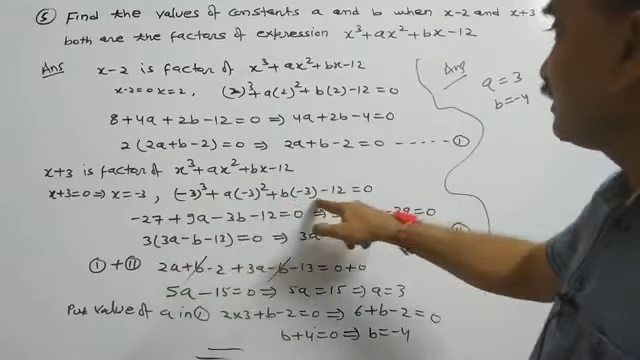 ⑤ Find the values of constants a and b when x-2 and x+3
both are the factors of expression x³+ax²+bx-12
Ans x-2 is factor of x³+ax²+bx-12
x-2=0 x=2, (2)³+a(2)²+b(2)-12=0
8+4a+2b-12=0 ⇒ 4a+2b-4=0
2(2a+b-2)=0 ⇒ 2a+b-2=0 ----- ①
x+3 is factor of x³+ax²+bx-12
x+3=0 ⇒ x=-3, (-3)³+a(-3)²+b(-3)-12=0
-27+9a-3b-12=0 ⇒ -39=0
3(3a-b-13)=0 ⇒ 3a
①+② 2a+b-2+3a-b-13=0+0
5a-15=0 ⇒ 5a=15 ⇒ a=3
Put value of a in ① 2×3+b-2=0 ⇒ 6+b-2=0
b+4=0 ⇒ b=-4
Ans a=3
b=-4